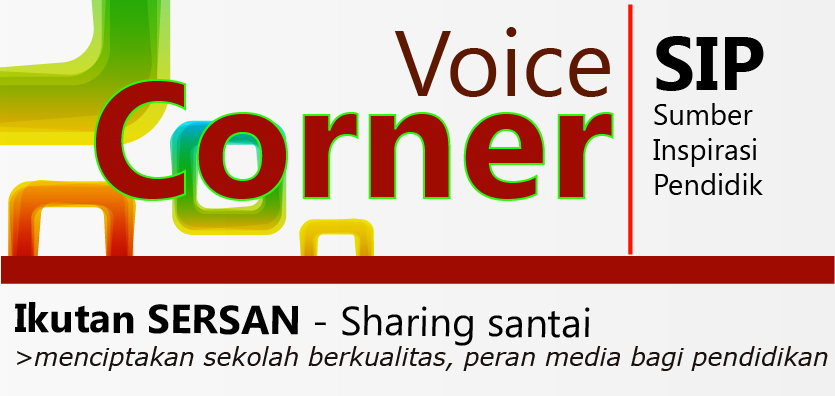 Voice
Corner
SIP
Sumber
Inspirasi
Pendidik
Ikutan SERSAN - Sharing santai
>menciptakan sekolah berkualitas, peran media bagi pendidikan